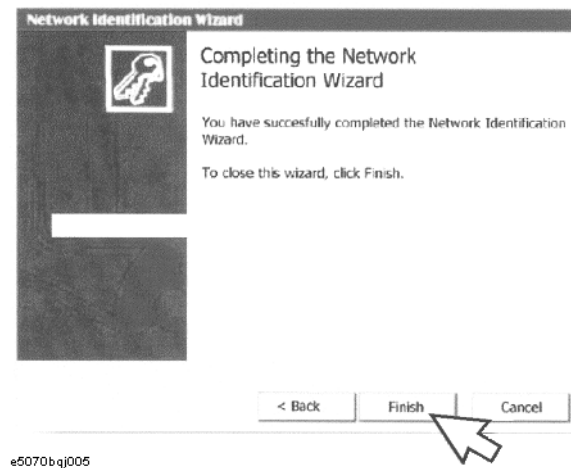 Network Identification Wizard
Completing the Network
Identification Wizard
You have succesfully completed the Network Identification
Wizard.
To close this wizard, click Finish.
< Back
Finish
Cancel
e5070bqj005